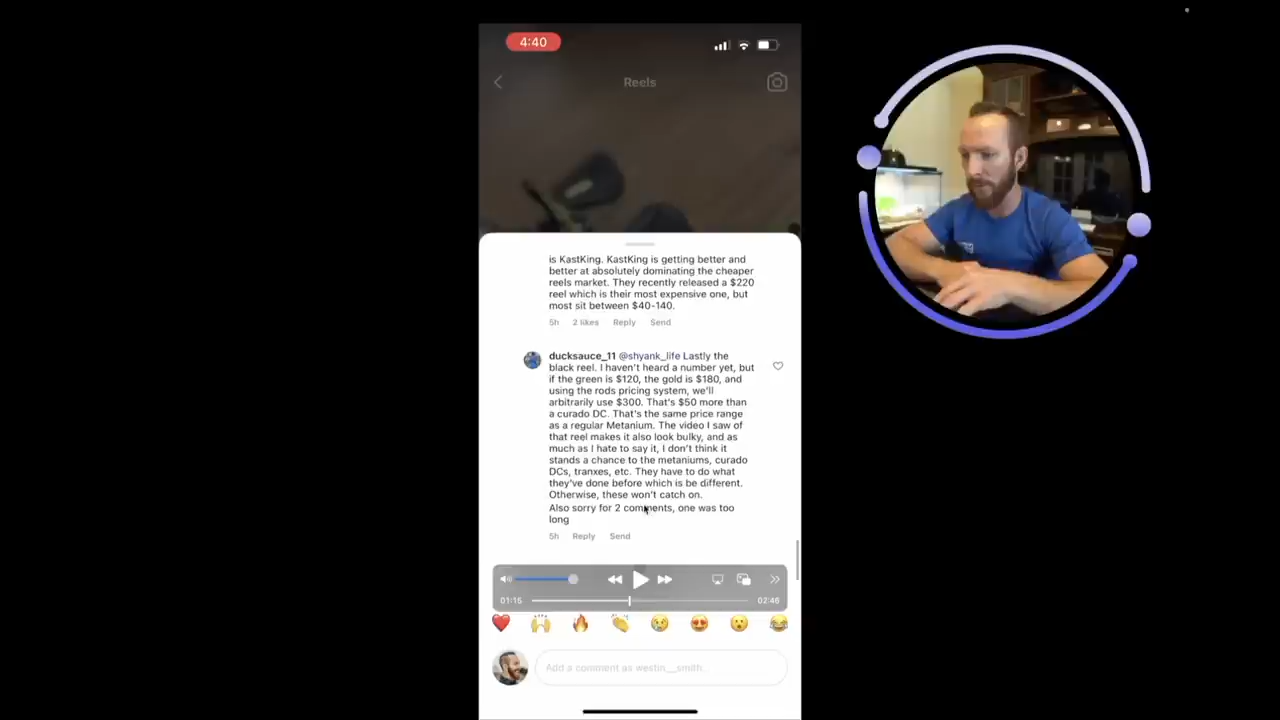 4:40
Reels
is KastKing. KastKing is getting better and
better at absolutely dominating the cheaper
reels market. They recently released a $220
reel which is their most expensive one, but
most sit between $40-140.
5h 2 likes Reply Send
ducksauce_11 @shyank_life Lastly the
black reel. I haven't heard a number yet, but
if the green is $120, the gold is $180, and
using the rods pricing system, we'll
arbitrarily use $300. That's $50 more than
a curado DC. That's the same price range
as a regular Metanium. The video I saw of
that reel makes it also look bulky, and as
much as I hate to say it, I don't think it
stands a chance to the metaniums, curado
DCs, tranxes, etc. They have to do what
they've done before which is be different.
Otherwise, these won't catch on.
Also sorry for 2 comments, one was too
long
5h Reply Send
01:15 02:46
Add a comment as westin__smith...